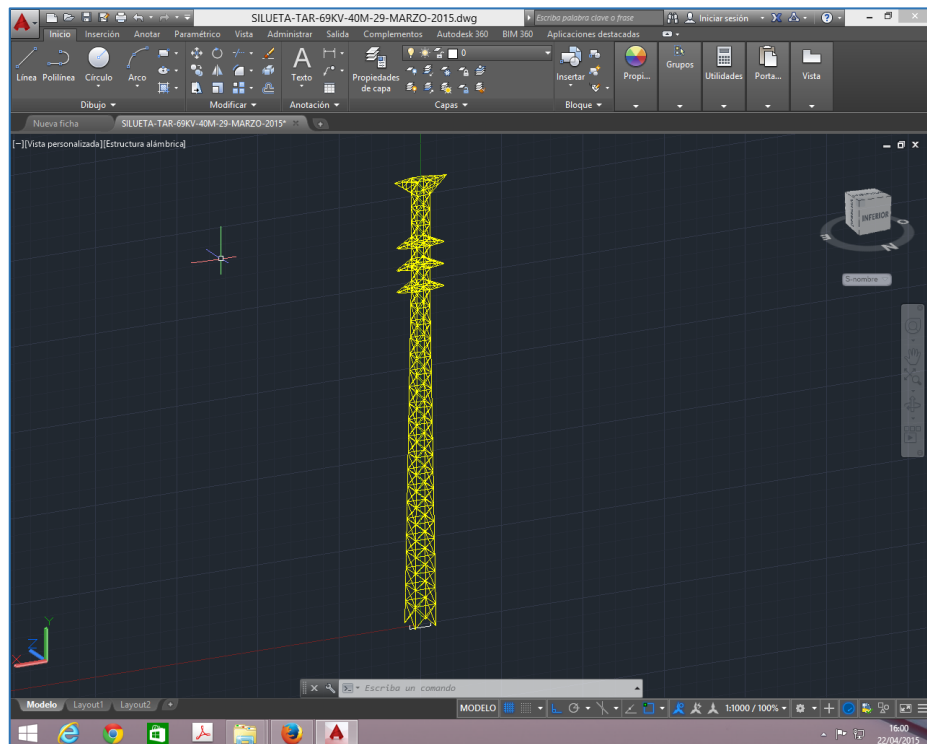 SILUETA-TAR-69KV-40M-29-MARZO-2015.dwg
Escriba palabra clave o frase
Iniciar sesión
Inicio Inserción Anotar Paramétrico Vista Administrar Salida Complementos Autodesk 360 BIM 360 Aplicaciones destacadas
Línea Polilínea Círculo Arco
Texto
Propiedades de capa
0
Insertar
Propi...
Grupos
Utilidades
Porta...
Vista
Dibujo Modificar Anotación Capas Bloque
Nueva ficha SILUETA-TAR-69KV-40M-29-MARZO-2015*
[−][Vista personalizada][Estructura alámbrica]
INFERIOR
E N O
S-nombre
Y
Z
X
Escriba un comando
Modelo Layout1 Layout2 +
MODELO 1:1000 / 100%
16:00
22/04/2015